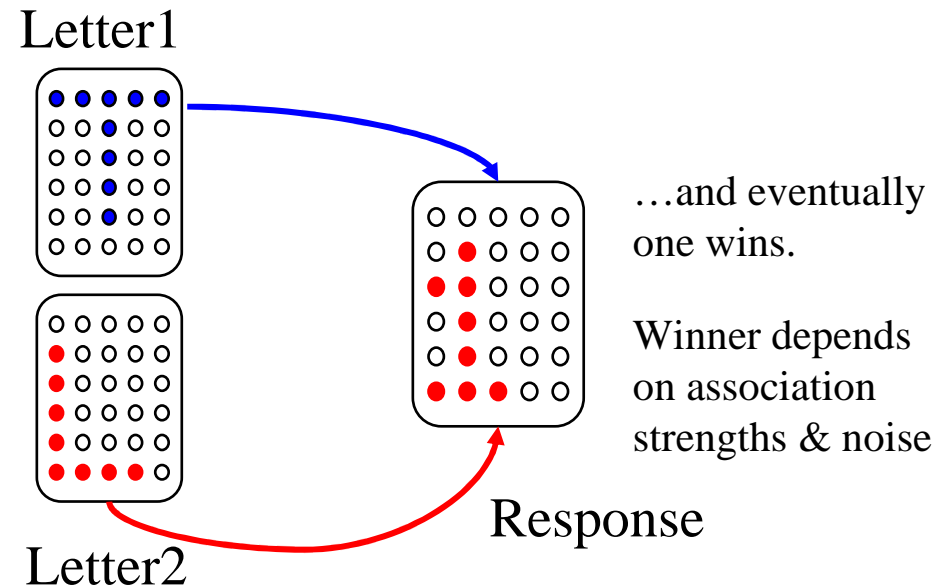 Letter1
…and eventually
one wins.
Winner depends
on association
strengths & noise
Response
Letter2